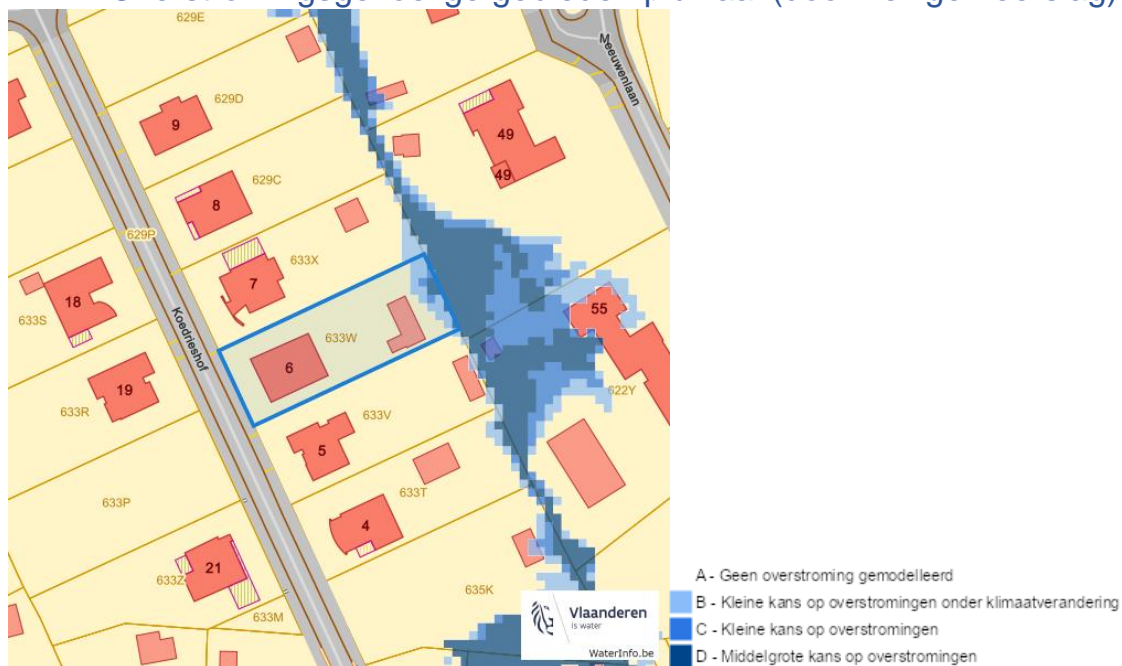 629E
Meeuwenlaan
629D
9
49
49
629C
8
629P
633X
7
18
633S
Koedrieshof
633W
6
55
19
633R
622Y
633V
5
633T
633P
4
21
633Z
633M
635K
Vlaanderen
is water
WaterInfo.be
A - Geen overstroming gemodelleerd
B - Kleine kans op overstromingen onder klimaatverandering
C - Kleine kans op overstromingen
D - Middelgrote kans op overstromingen